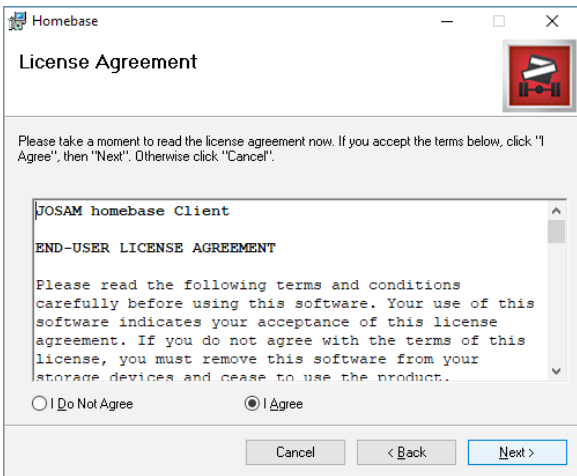 Homebase
License Agreement
Please take a moment to read the license agreement now. If you accept the terms below, click "I
Agree", then "Next". Otherwise click "Cancel".
JOSAM homebase Client
END-USER LICENSE AGREEMENT
Please read the following terms and conditions
carefully before using this software. Your use of this
software indicates your acceptance of this license
agreement. If you do not agree with the terms of this
license, you must remove this software from your
storage devices and cease to use the product.
I Do Not Agree
I Agree
Cancel
< Back
Next >